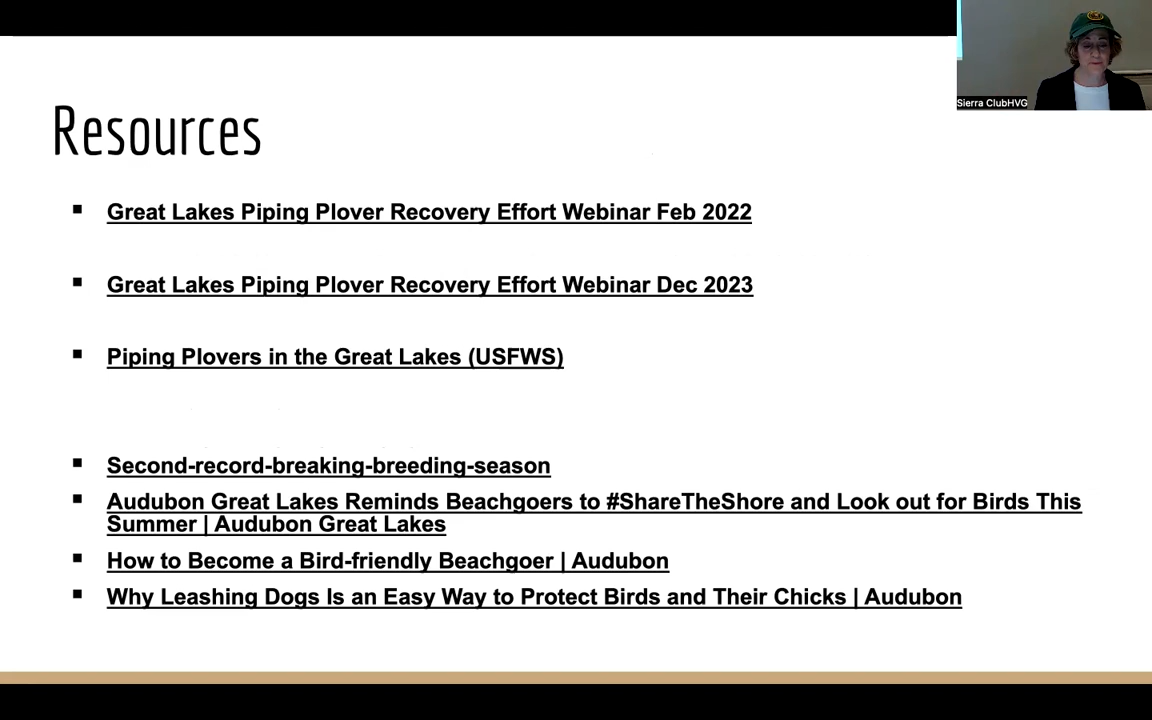 Sierra ClubHVG
Resources
Great Lakes Piping Plover Recovery Effort Webinar Feb 2022
Great Lakes Piping Plover Recovery Effort Webinar Dec 2023
Piping Plovers in the Great Lakes (USFWS)
Second-record-breaking-breeding-season
Audubon Great Lakes Reminds Beachgoers to #ShareTheShore and Look out for Birds This
Summer | Audubon Great Lakes
How to Become a Bird-friendly Beachgoer | Audubon
Why Leashing Dogs Is an Easy Way to Protect Birds and Their Chicks | Audubon